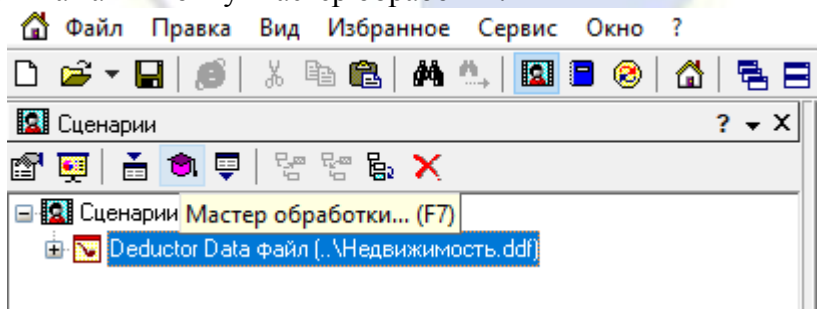 Файл Правка Вид Избранное Сервис Окно ?
Сценарии ? X
Сценарии Мастер обработки... (F7)
Deductor Data файл (..\Недвижимость.ddf)